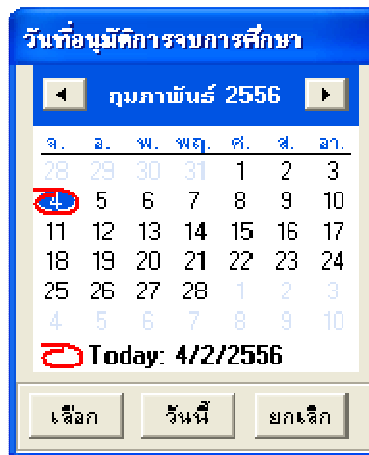 วันที่อนุมัติการจบการศึกษา
กุมภาพันธ์ 2556
จ. อ. พ. พฤ. ศ. ส. อา.
28 29 30 31 1 2 3
4 5 6 7 8 9 10
11 12 13 14 15 16 17
18 19 20 21 22 23 24
25 26 27 28 1 2 3
4 5 6 7 8 9 10
Today: 4/2/2556
เลือก วันนี้ ยกเลิก